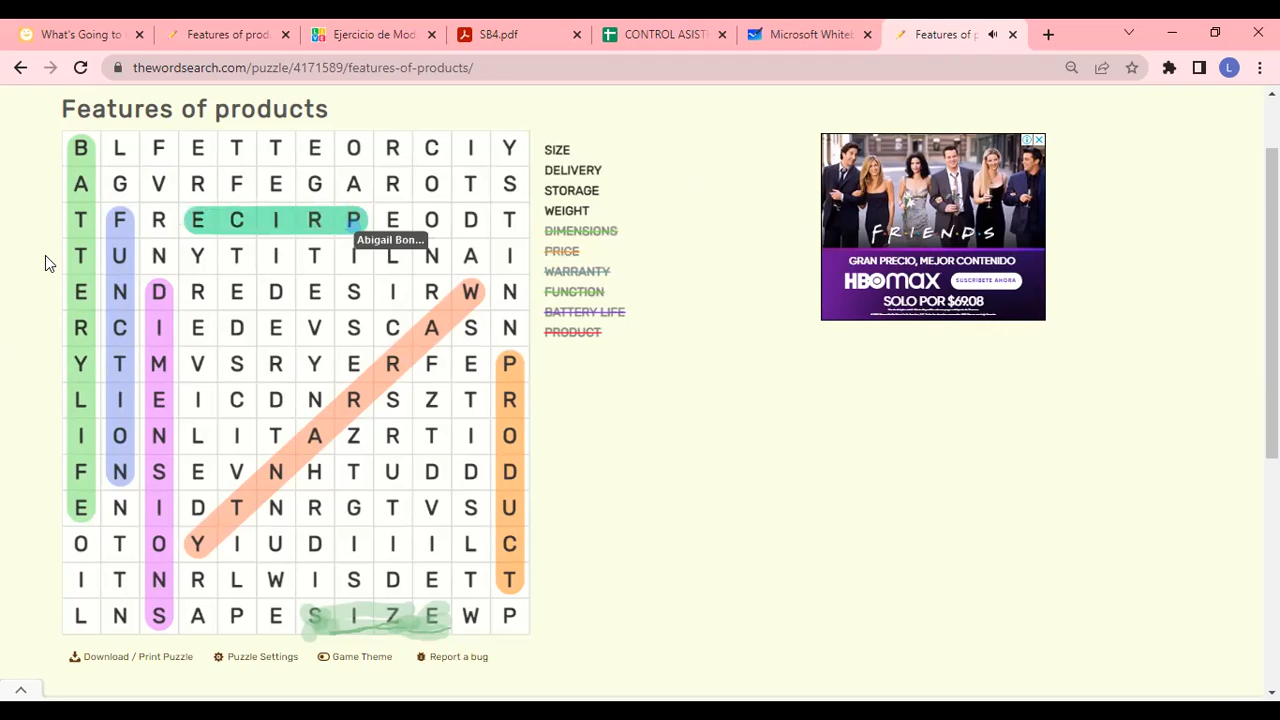 What's Going to
Features of prod
Ejercicio de Mod
SB4.pdf
CONTROL ASIST
Microsoft Whiteb
Features of p
thewordsearch.com/puzzle/4171589/features-of-products/
L
Features of products
B L F E T T E O R C I Y
A G V R F E G A R O T S
T F R E C I R P E O D T
Abigail Bon...
T U N Y T I T I L N A I
E N D R E D E S I R W N
R C I E D E V S C A S N
Y T M V S R Y E R F E P
L I E I C D N R S Z T R
I O N L I T A Z R T I O
F N S E V N H T U D D D
E N I D T N R G T V S U
O T O Y I U D I I I L C
I T N R L W I S D E T T
L N S A P E S I Z E W P
SIZE
DELIVERY
STORAGE
WEIGHT
DIMENSIONS
PRICE
WARRANTY
FUNCTION
BATTERY LIFE
PRODUCT
FRIENDS
GRAN PRECIO, MEJOR CONTENIDO
HBOmax
SUSCRÍBETE AHORA
SOLO POR $69.08
Download / Print Puzzle
Puzzle Settings
Game Theme
Report a bug